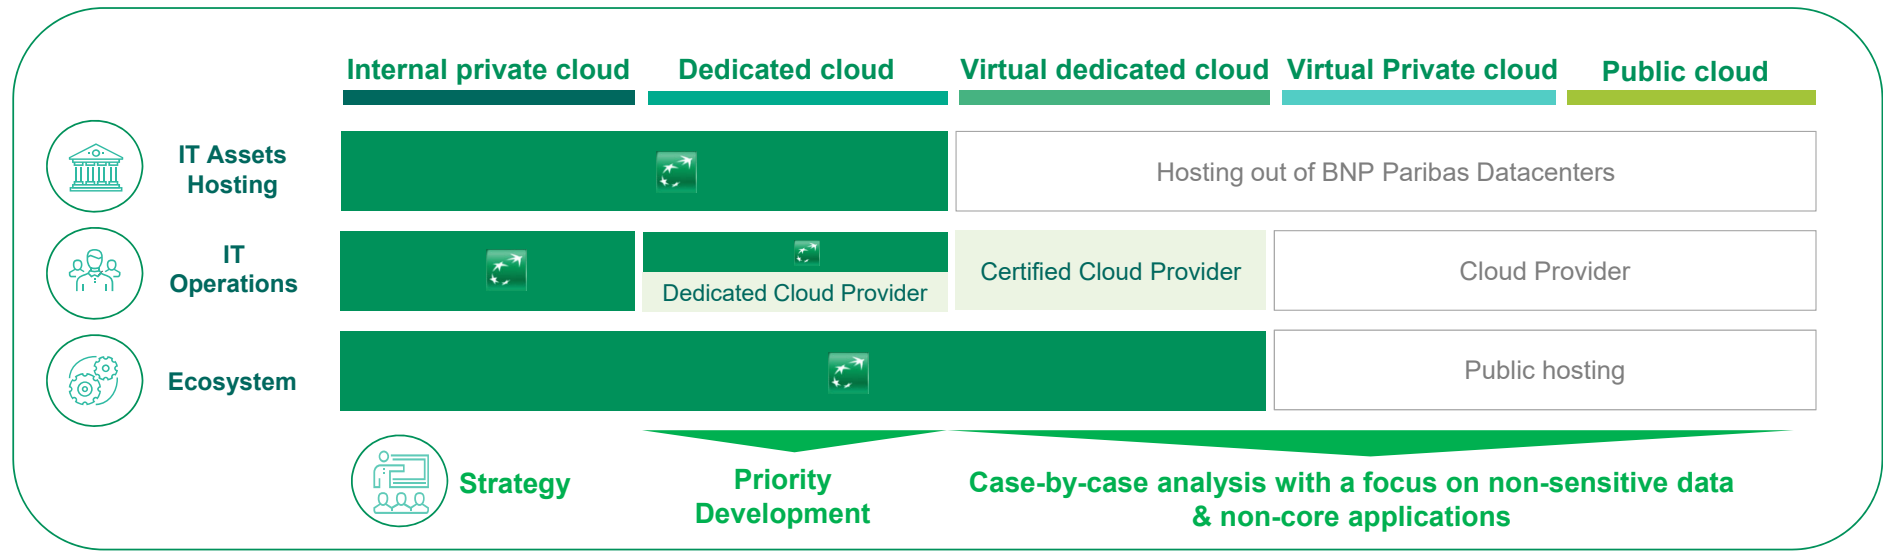 Internal private cloud
Dedicated cloud
Virtual dedicated cloud
Virtual Private cloud
Public cloud
IT Assets
Hosting
Hosting out of BNP Paribas Datacenters
IT
Operations
Dedicated Cloud Provider
Certified Cloud Provider
Cloud Provider
Ecosystem
Public hosting
Strategy
Priority
Development
Case-by-case analysis with a focus on non-sensitive data
& non-core applications